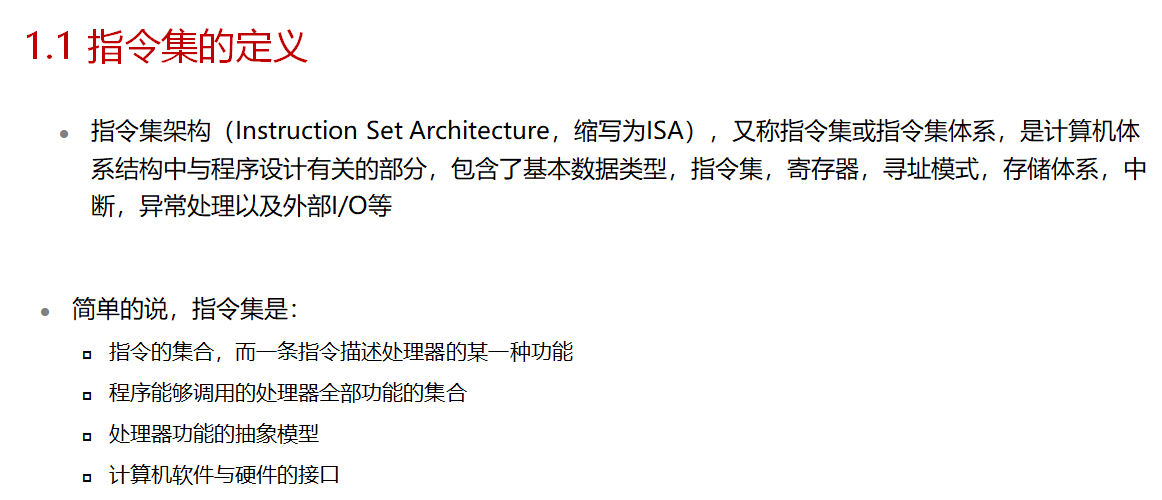 1.1 指令集的定义
指令集架构（Instruction Set Architecture，缩写为ISA），又称指令集或指令集体系，是计算机体
系结构中与程序设计有关的部分，包含了基本数据类型，指令集，寄存器，寻址模式，存储体系，中
断，异常处理以及外部I/O等
简单的说，指令集是：
指令的集合，而一条指令描述处理器的某一种功能
程序能够调用的处理器全部功能的集合
处理器功能的抽象模型
计算机软件与硬件的接口